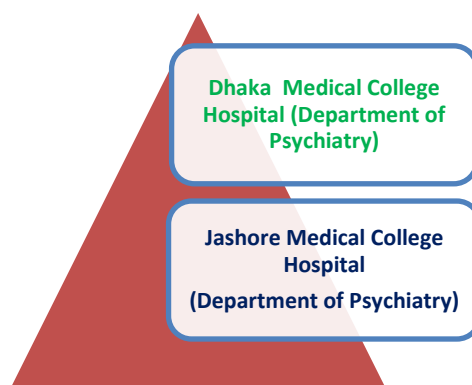 Dhaka  Medical College
Hospital (Department of
Psychiatry)
Jashore Medical College
Hospital
(Department of Psychiatry)